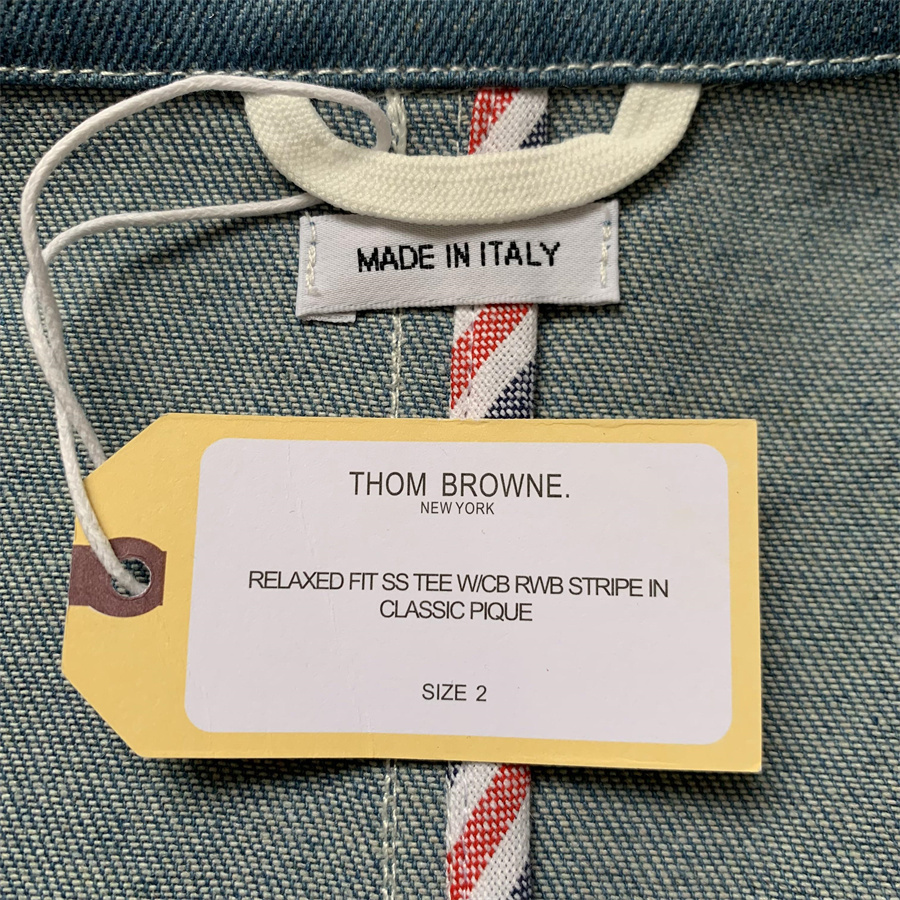 MADE IN ITALY
THOM BROWNE.
NEW YORK
RELAXED FIT SS TEE W/CB RWB STRIPE IN
CLASSIC PIQUE
SIZE 2